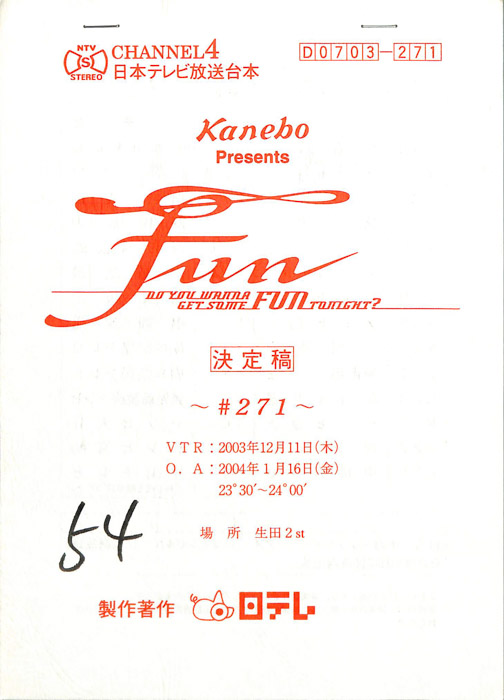 NTV
S
STEREO
CHANNEL4
日本テレビ放送台本
D0703-271
Kanebo
Presents
Fun
DO YOU WANNA
GET SOME FUN TONIGHT?
決定稿
～#271～
VTR：2003年12月11日(木)
O．A：2004年1月16日(金)
23°30′～24°00′
場 所 生田2st
54
製作著作 日テレ